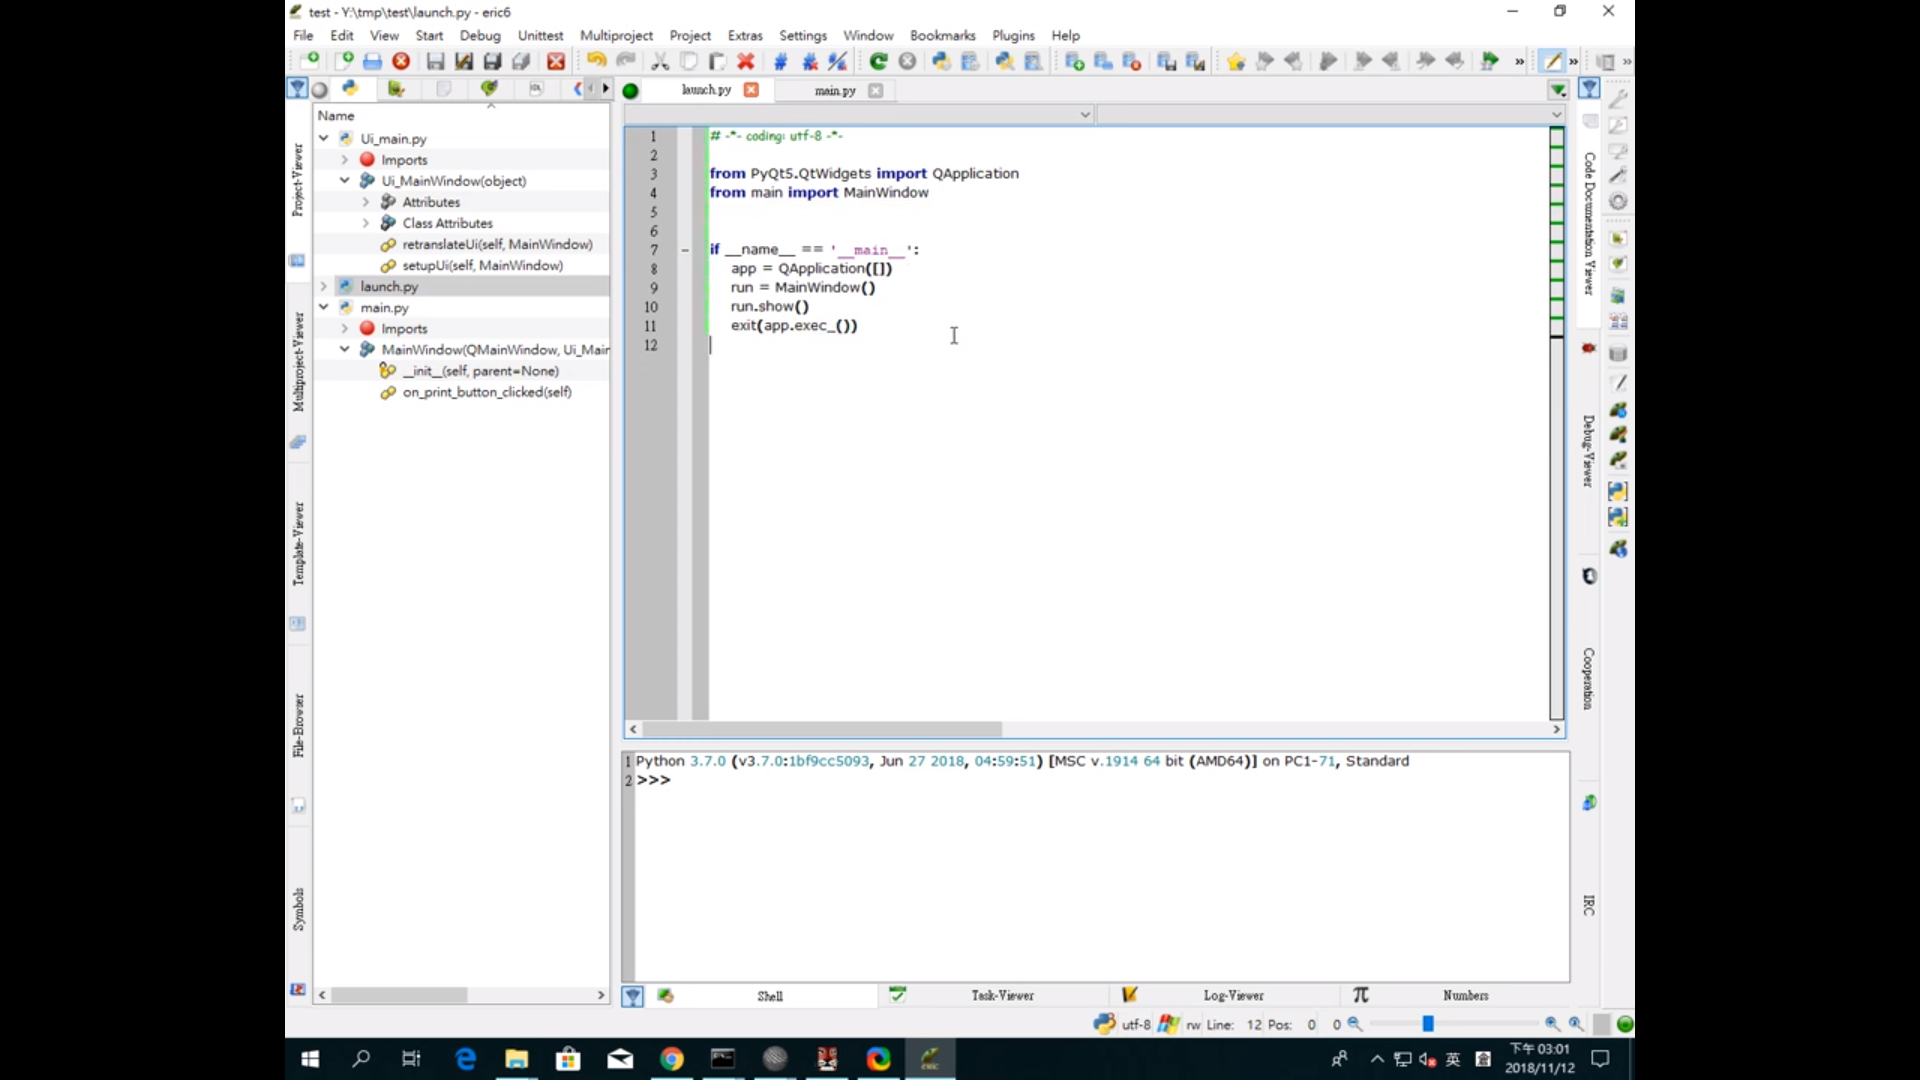 test - Y:\tmp\test\launch.py - eric6
File Edit View Start Debug Unittest Multiproject Project Extras Settings Window Bookmarks Plugins Help
launch.py main.py
Name
Ui_main.py
Imports
Ui_MainWindow(object)
Attributes
Class Attributes
retranslateUi(self, MainWindow)
setupUi(self, MainWindow)
launch.py
main.py
Imports
MainWindow(QMainWindow, Ui_Mair
__init__(self, parent=None)
on_print_button_clicked(self)
Project-Viewer
Multiproject-Viewer
Template-Viewer
File-Browser
Symbols
1 # -*- coding: utf-8 -*-
2
3 from PyQt5.QtWidgets import QApplication
4 from main import MainWindow
5
6
7 if __name__ == '__main__':
8 app = QApplication([])
9 run = MainWindow()
10 run.show()
11 exit(app.exec_())
12
Code Documentation Viewer
Debug-Viewer
Cooperation
IRC
1 Python 3.7.0 (v3.7.0:1bf9cc5093, Jun 27 2018, 04:59:51) [MSC v.1914 64 bit (AMD64)] on PC1-71, Standard
2 >>>
Shell Task-Viewer Log-Viewer Numbers
utf-8 rw Line: 12 Pos: 0 0
英 下午 03:01
2018/11/12